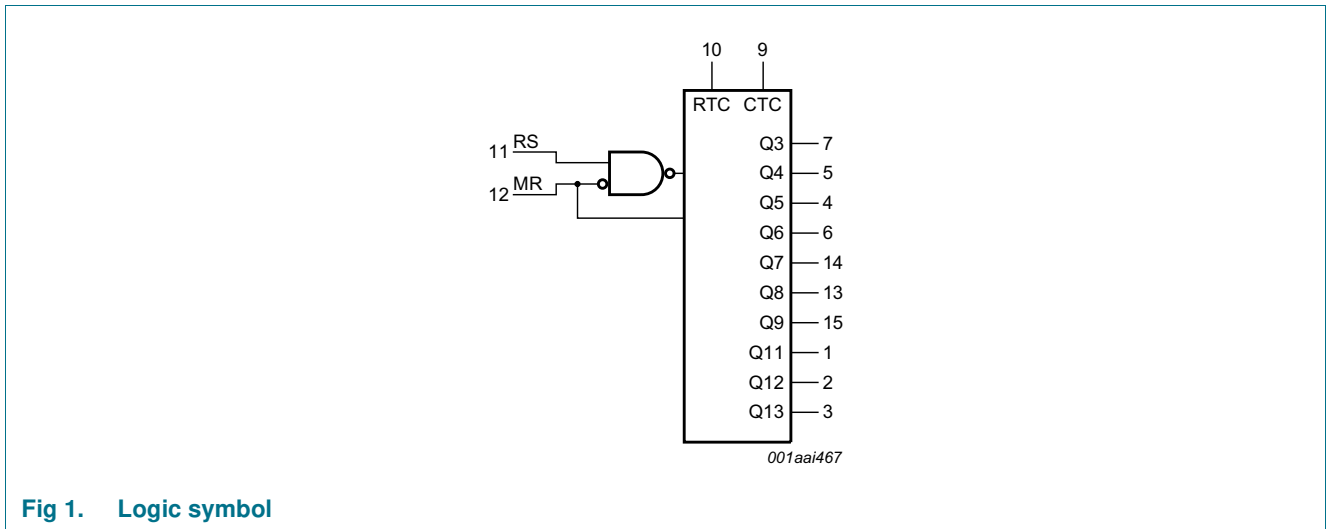 10 9
RTC CTC
11 RS
12 MR
Q3 7
Q4 5
Q5 4
Q6 6
Q7 14
Q8 13
Q9 15
Q11 1
Q12 2
Q13 3
001aai467
Fig 1. Logic symbol